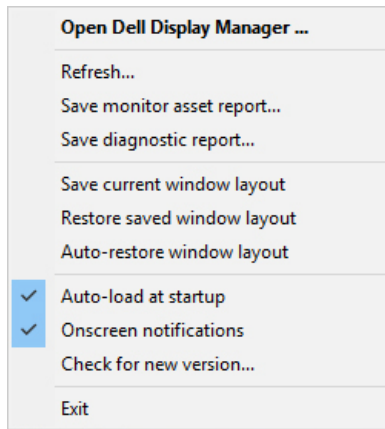 Open Dell Display Manager ...
Refresh...
Save monitor asset report...
Save diagnostic report...
Save current window layout
Restore saved window layout
Auto-restore window layout
Auto-load at startup
Onscreen notifications
Check for new version...
Exit